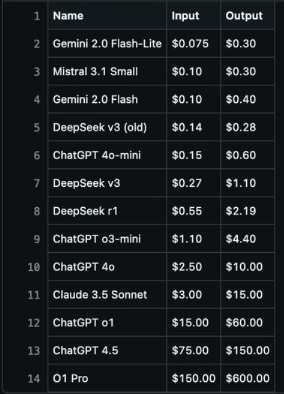 1 Name Input Output
2 Gemini 2.0 Flash-Lite $0.075 $0.30
3 Mistral 3.1 Small $0.10 $0.30
4 Gemini 2.0 Flash $0.10 $0.40
5 DeepSeek v3 (old) $0.14 $0.28
6 ChatGPT 4o-mini $0.15 $0.60
7 DeepSeek v3 $0.27 $1.10
8 DeepSeek r1 $0.55 $2.19
9 ChatGPT o3-mini $1.10 $4.40
10 ChatGPT 4o $2.50 $10.00
11 Claude 3.5 Sonnet $3.00 $15.00
12 ChatGPT o1 $15.00 $60.00
13 ChatGPT 4.5 $75.00 $150.00
14 O1 Pro $150.00 $600.00